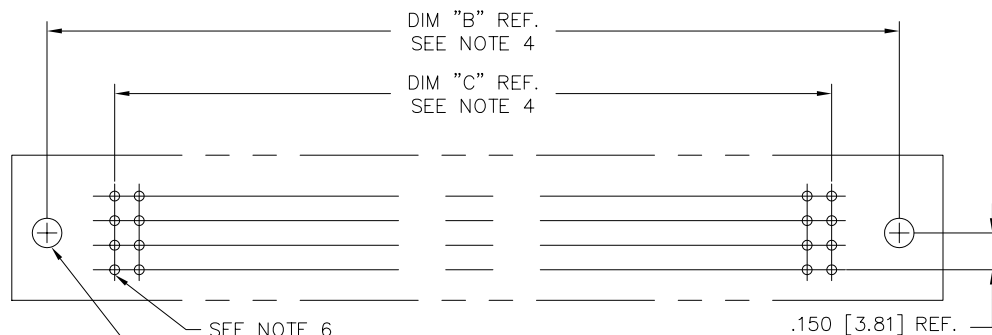 DIM "B" REF.
SEE NOTE 4
DIM "C" REF.
SEE NOTE 4
SEE NOTE 6
.150 [3.81] REF.